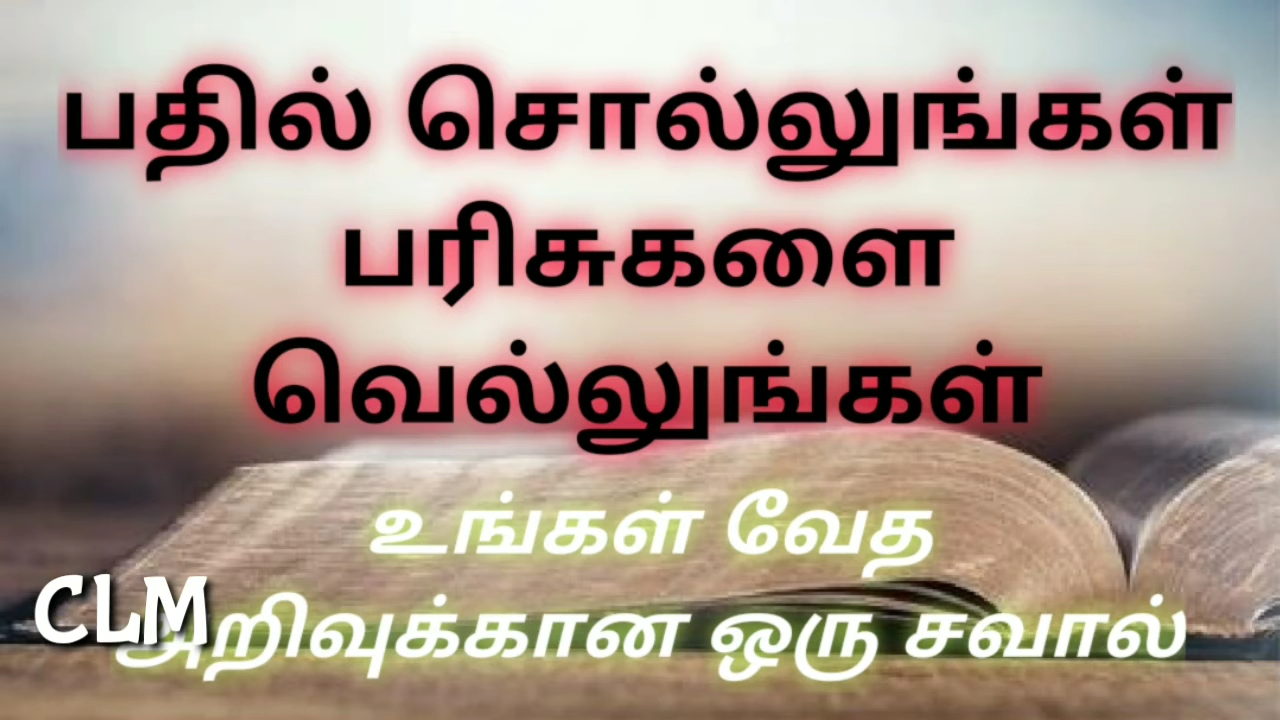 பதில் சொல்லுங்கள்
பரிசுகளை
வெல்லுங்கள்
உங்கள் வேத
அறிவுக்கான ஒரு சவால்
CLM